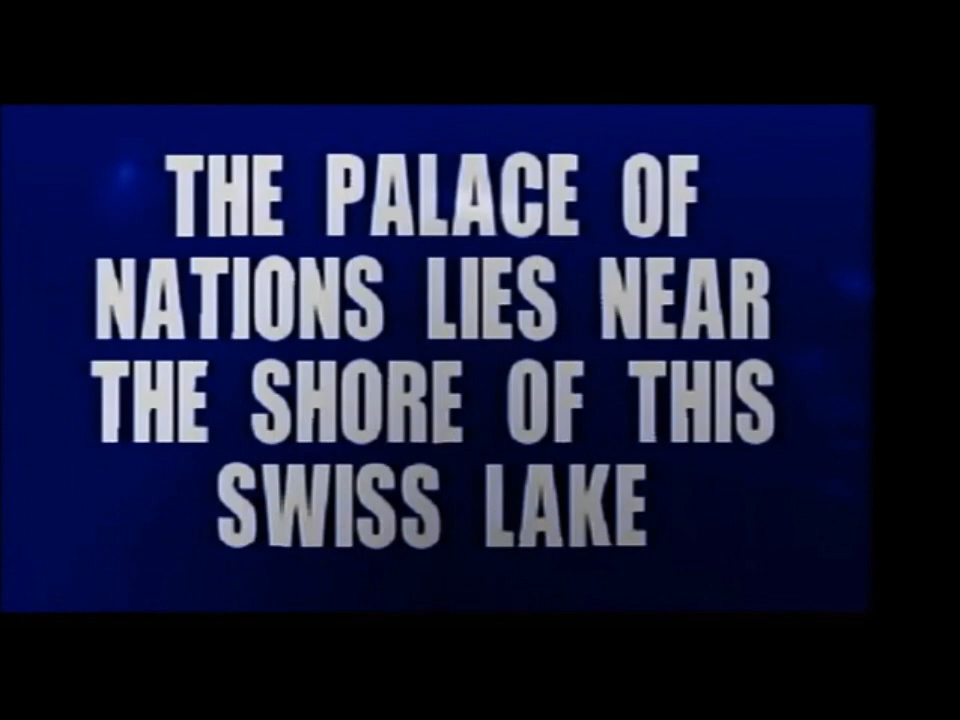 THE PALACE OF
NATIONS LIES NEAR
THE SHORE OF THIS
SWISS LAKE